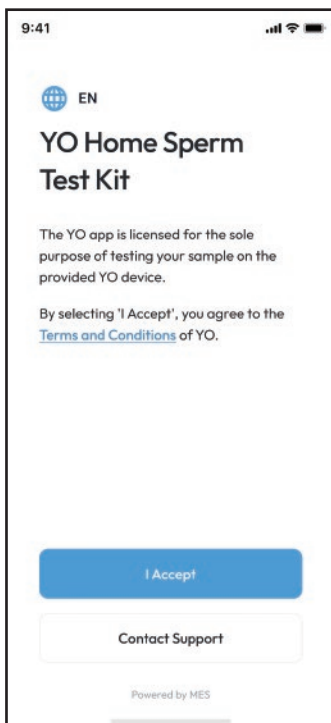 9:41
EN
YO Home Sperm
Test Kit
The YO app is licensed for the sole
purpose of testing your sample on the
provided YO device.
By selecting 'I Accept', you agree to the
Terms and Conditions of YO.
I Accept
Contact Support
Powered by MES